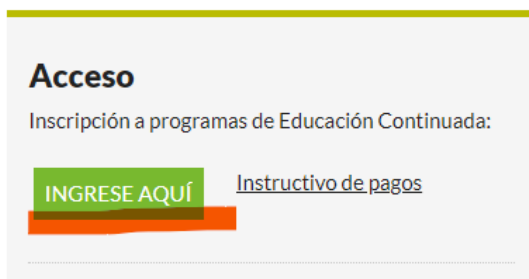 Acceso
Inscripción a programas de Educación Continuada:
INGRESE AQUÍ Instructivo de pagos